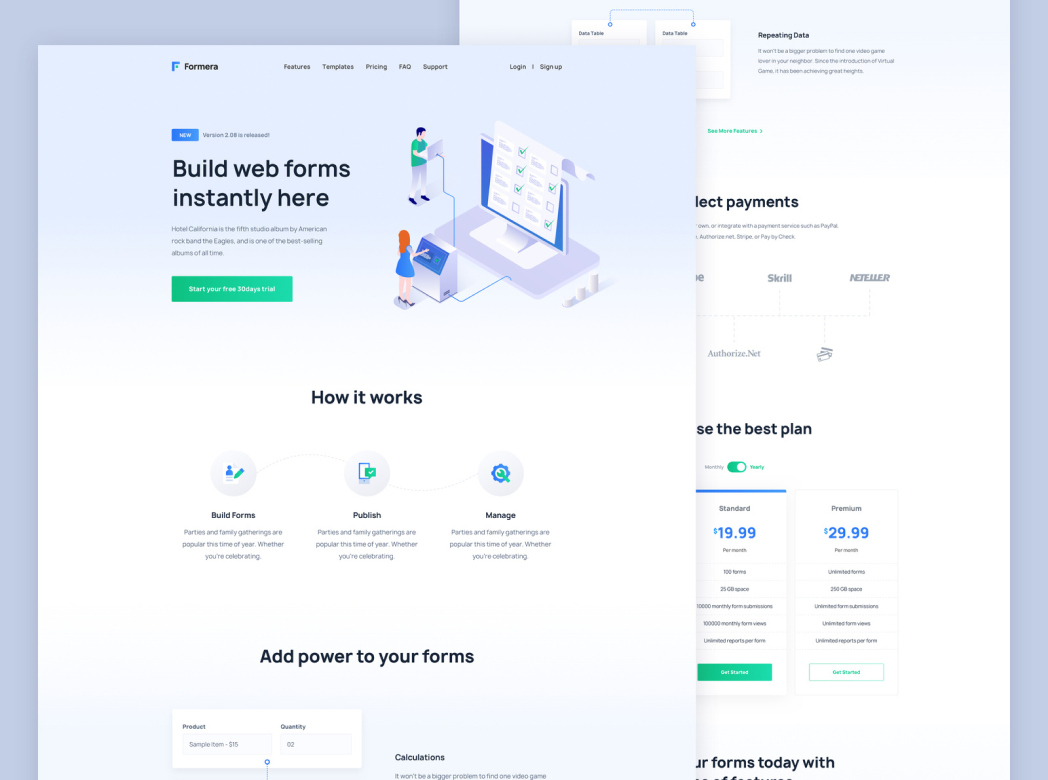 Formera
Features Templates Pricing FAQ Support
Login | Sign up
NEW Version 2.08 is released!
Build web forms
instantly here
Hotel California is the fifth studio album by American
rock band the Eagles, and is one of the best-selling
albums of all time.
Start your free 30days trial
How it works
Build Forms
Parties and family gatherings are
popular this time of year. Whether
you're celebrating.
Publish
Parties and family gatherings are
popular this time of year. Whether
you're celebrating.
Manage
Parties and family gatherings are
popular this time of year. Whether
you're celebrating.
Add power to your forms
Product
Quantity
Sample item - $15
02
Calculations
It won't be a bigger problem to find one video game
Data Table
Data Table
Repeating Data
It won't be a bigger problem to find one video game
lover in your neighbor. Since the introduction of Virtual
Game, it has been achieving great heights.
See More Features >
lect payments
own, or integrate with a payment service such as PayPal,
Authorize.net, Stripe, or Pay by Check.
Skrill
NETELLER
Authorize.Net
se the best plan
Monthly Yearly
Standard
$19.99
Per month
100 forms
25 GB space
10000 monthly form submissions
100000 monthly form views
Unlimited reports per form
Get Started
Premium
$29.99
Per month
Unlimited forms
250 GB space
Unlimited form submissions
Unlimited form views
Unlimited reports per form
Get Started
ur forms today with